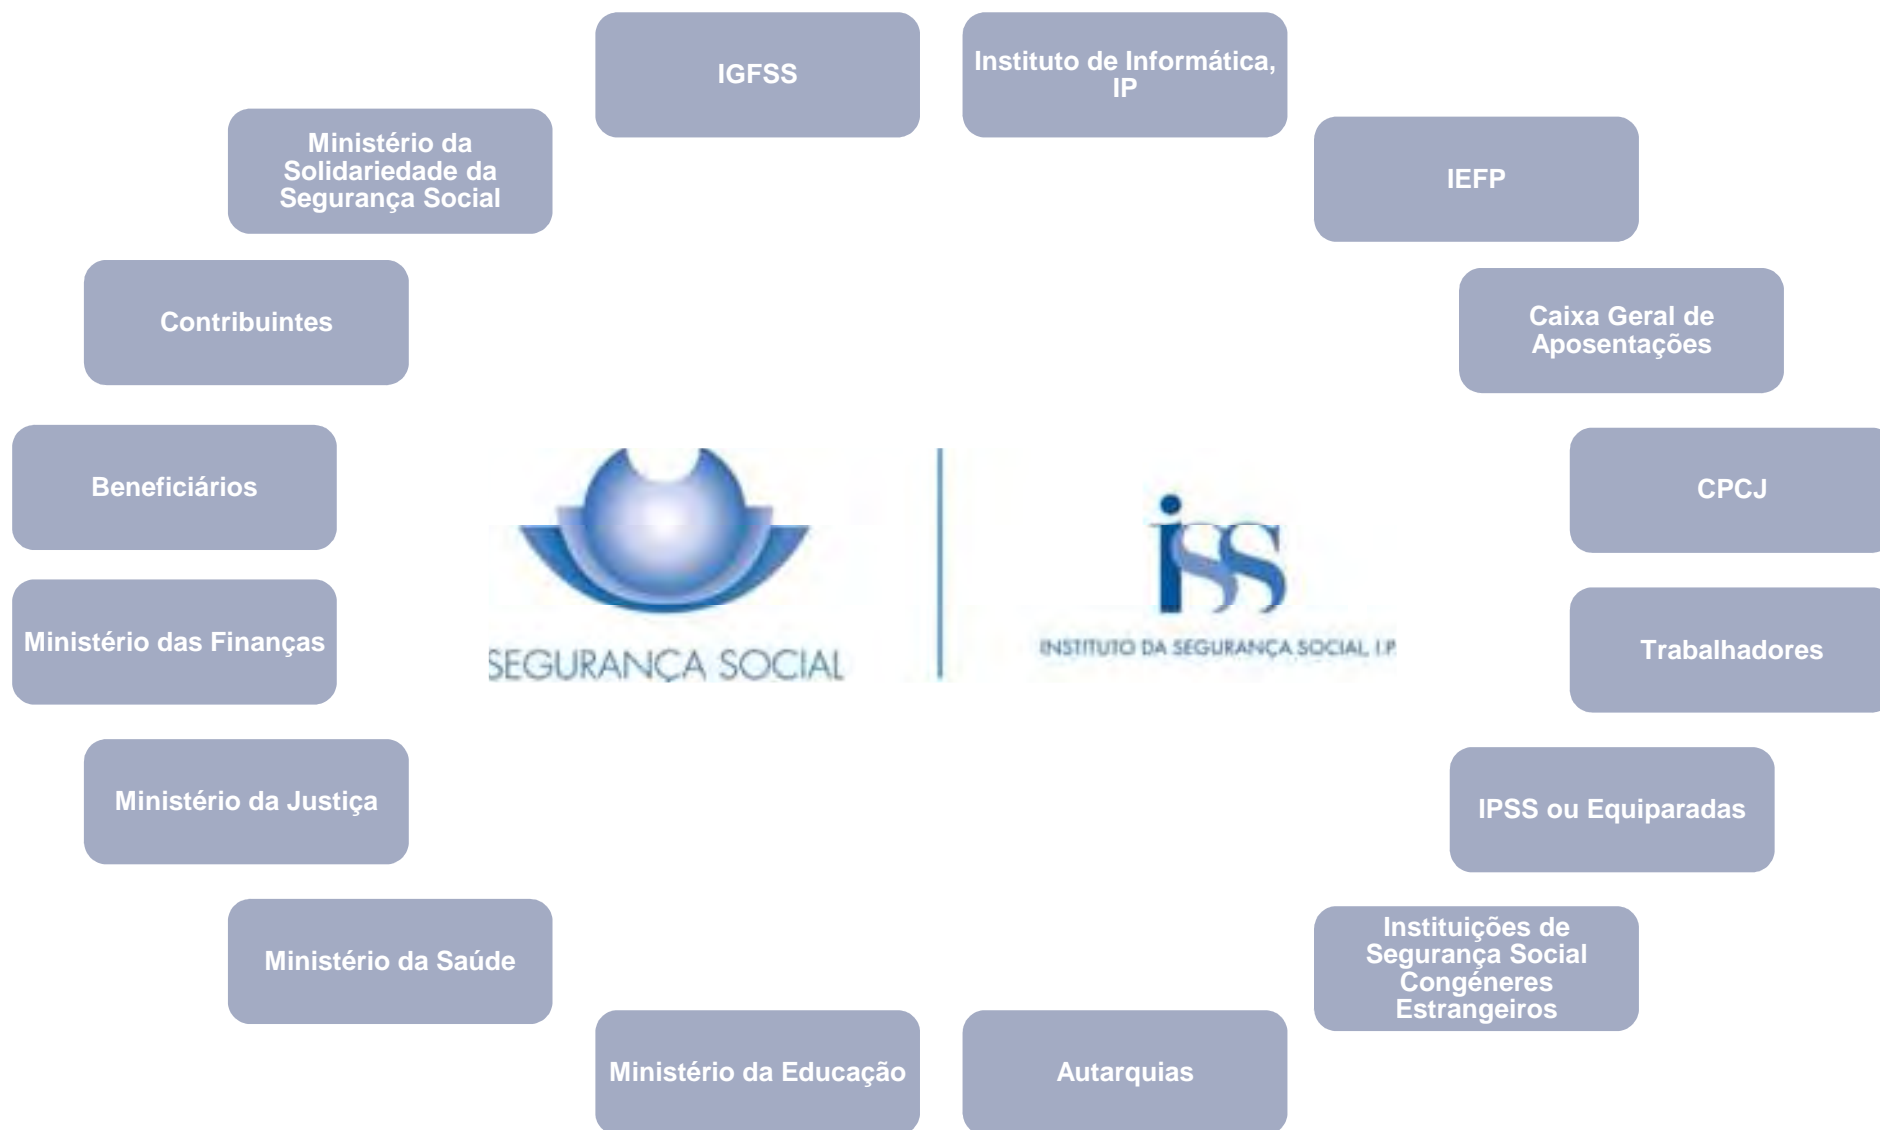 IGFSS
Instituto de Informática,
IP
Ministério da
Solidariedade da
Segurança Social
IEFP
Contribuintes
Caixa Geral de
Aposentações
Beneficiários
CPCJ
iss
INSTITUTO DA SEGURANÇA SOCIAL, I.P.
SEGURANÇA SOCIAL
Ministério das Finanças
Trabalhadores
Ministério da Justiça
IPSS ou Equiparadas
Ministério da Saúde
Instituições de
Segurança Social
Congéneres
Estrangeiros
Ministério da Educação
Autarquias